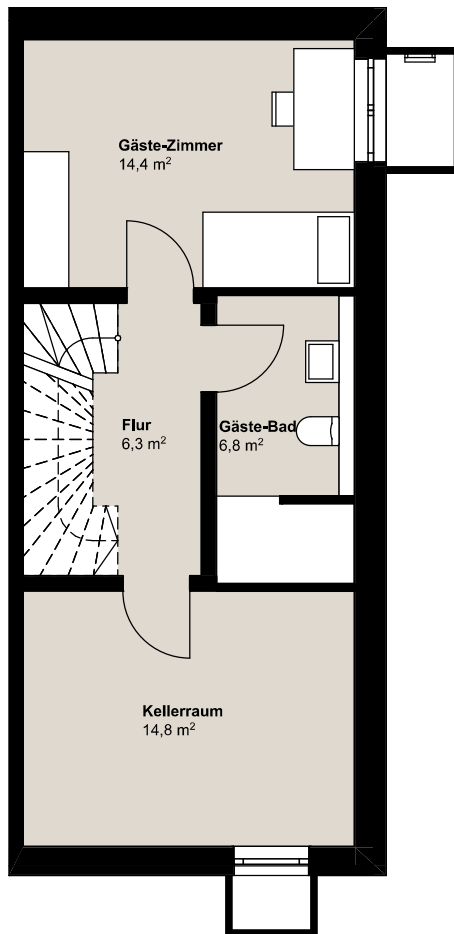 Gäste-Zimmer
14,4 m²
Flur
6,3 m²
Gäste-Bad
6,8 m²
Kellerraum
14,8 m²